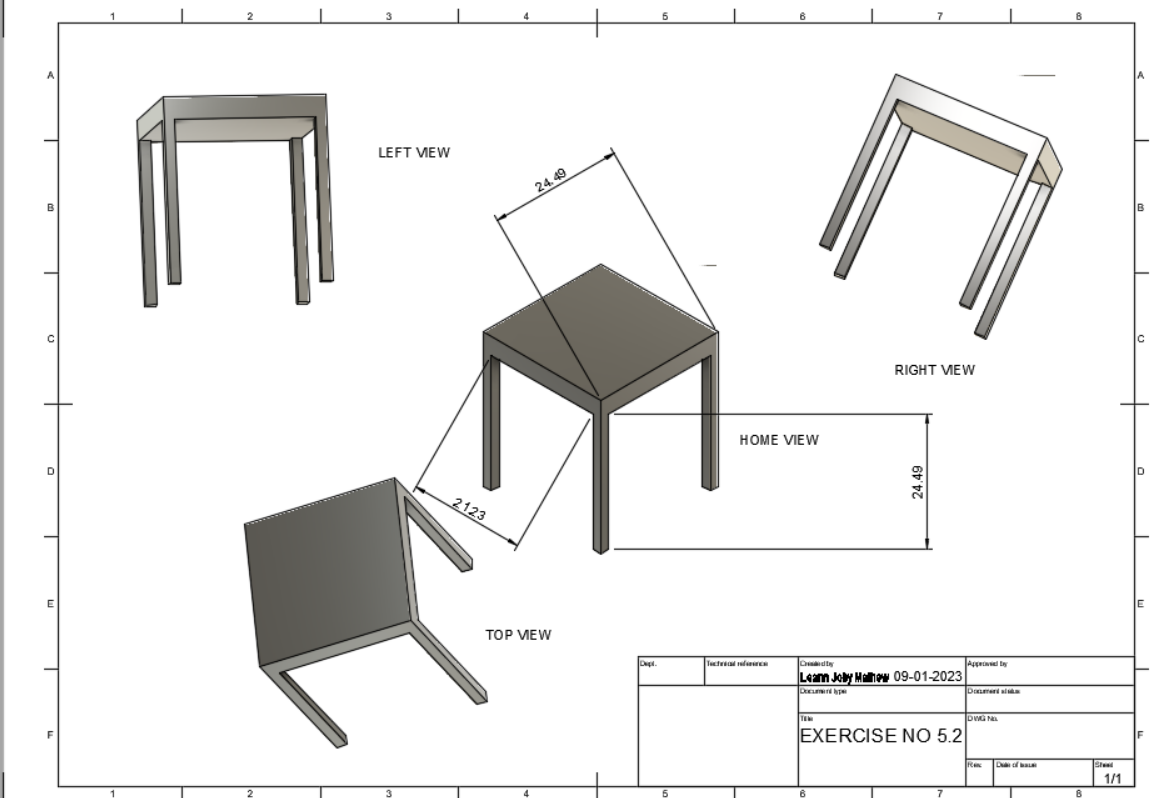 1 2 3 4 5 6 7 8
A A
B B
C C
D D
E E
F F
LEFT VIEW
24.49
RIGHT VIEW
HOME VIEW
24.49
21.23
TOP VIEW
Dept.
Technical reference
Created by
Leann Joby Mathew 09-01-2023
Approved by
Document type
Document status
Title
EXERCISE NO 5.2
DWG No.
Rev.
Date of issue
Sheet
1/1
1 2 3 4 5 6 7 8